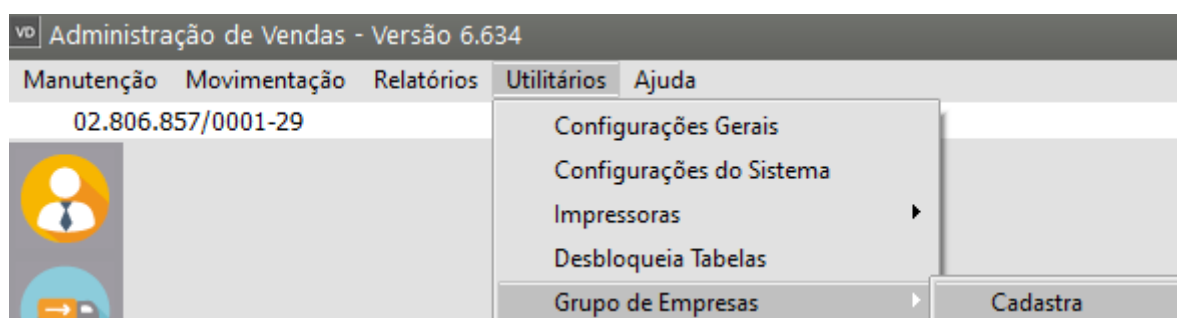 VD Administração de Vendas - Versão 6.634
Manutenção Movimentação Relatórios Utilitários Ajuda
02.806.857/0001-29
Configurações Gerais
Configurações do Sistema
Impressoras
Desbloqueia Tabelas
Grupo de Empresas Cadastra